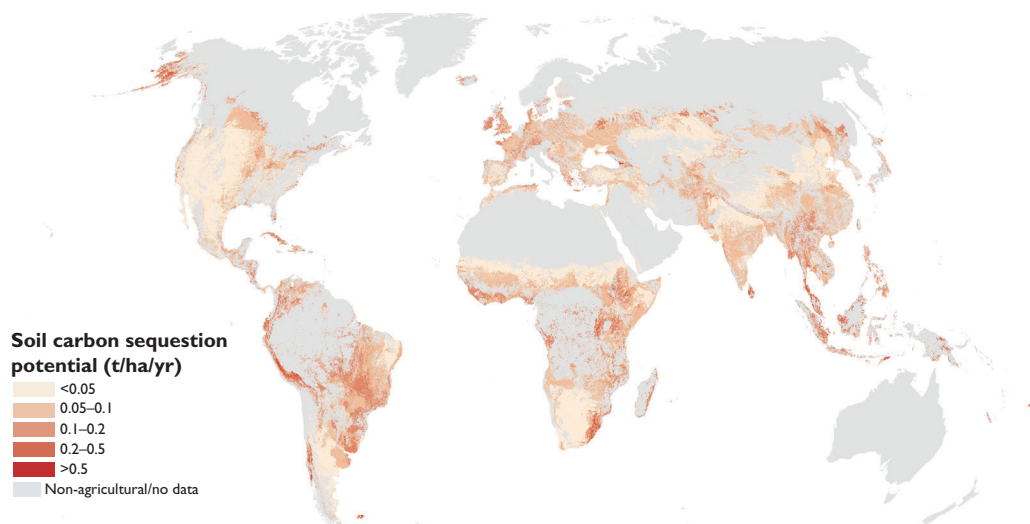 Soil carbon sequestion
potential (t/ha/yr)
<0.05
0.05–0.1
0.1–0.2
0.2–0.5
>0.5
Non-agricultural/no data